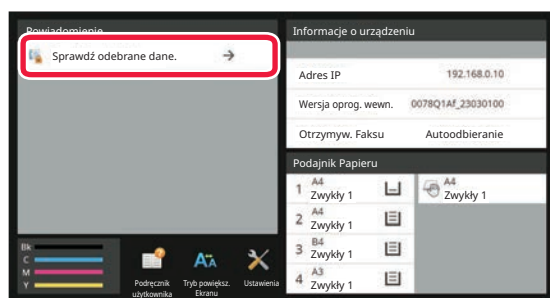 Powiadomienie
Sprawdź odebrane dane.
Informacje o urządzeniu
Adres IP 192.168.0.10
Wersja oprog. wewn. 0078Q1Af_23030100
Otrzymyw. Faksu Autoodbieranie
Podajnik Papieru
1 A4 Zwykły 1
A4 Zwykły 1
2 A4 Zwykły 1
3 B4 Zwykły 1
4 A3 Zwykły 1
Bk
C
M
Y
Podręcznik użytkownika
Tryb powiększ. Ekranu
Ustawienia